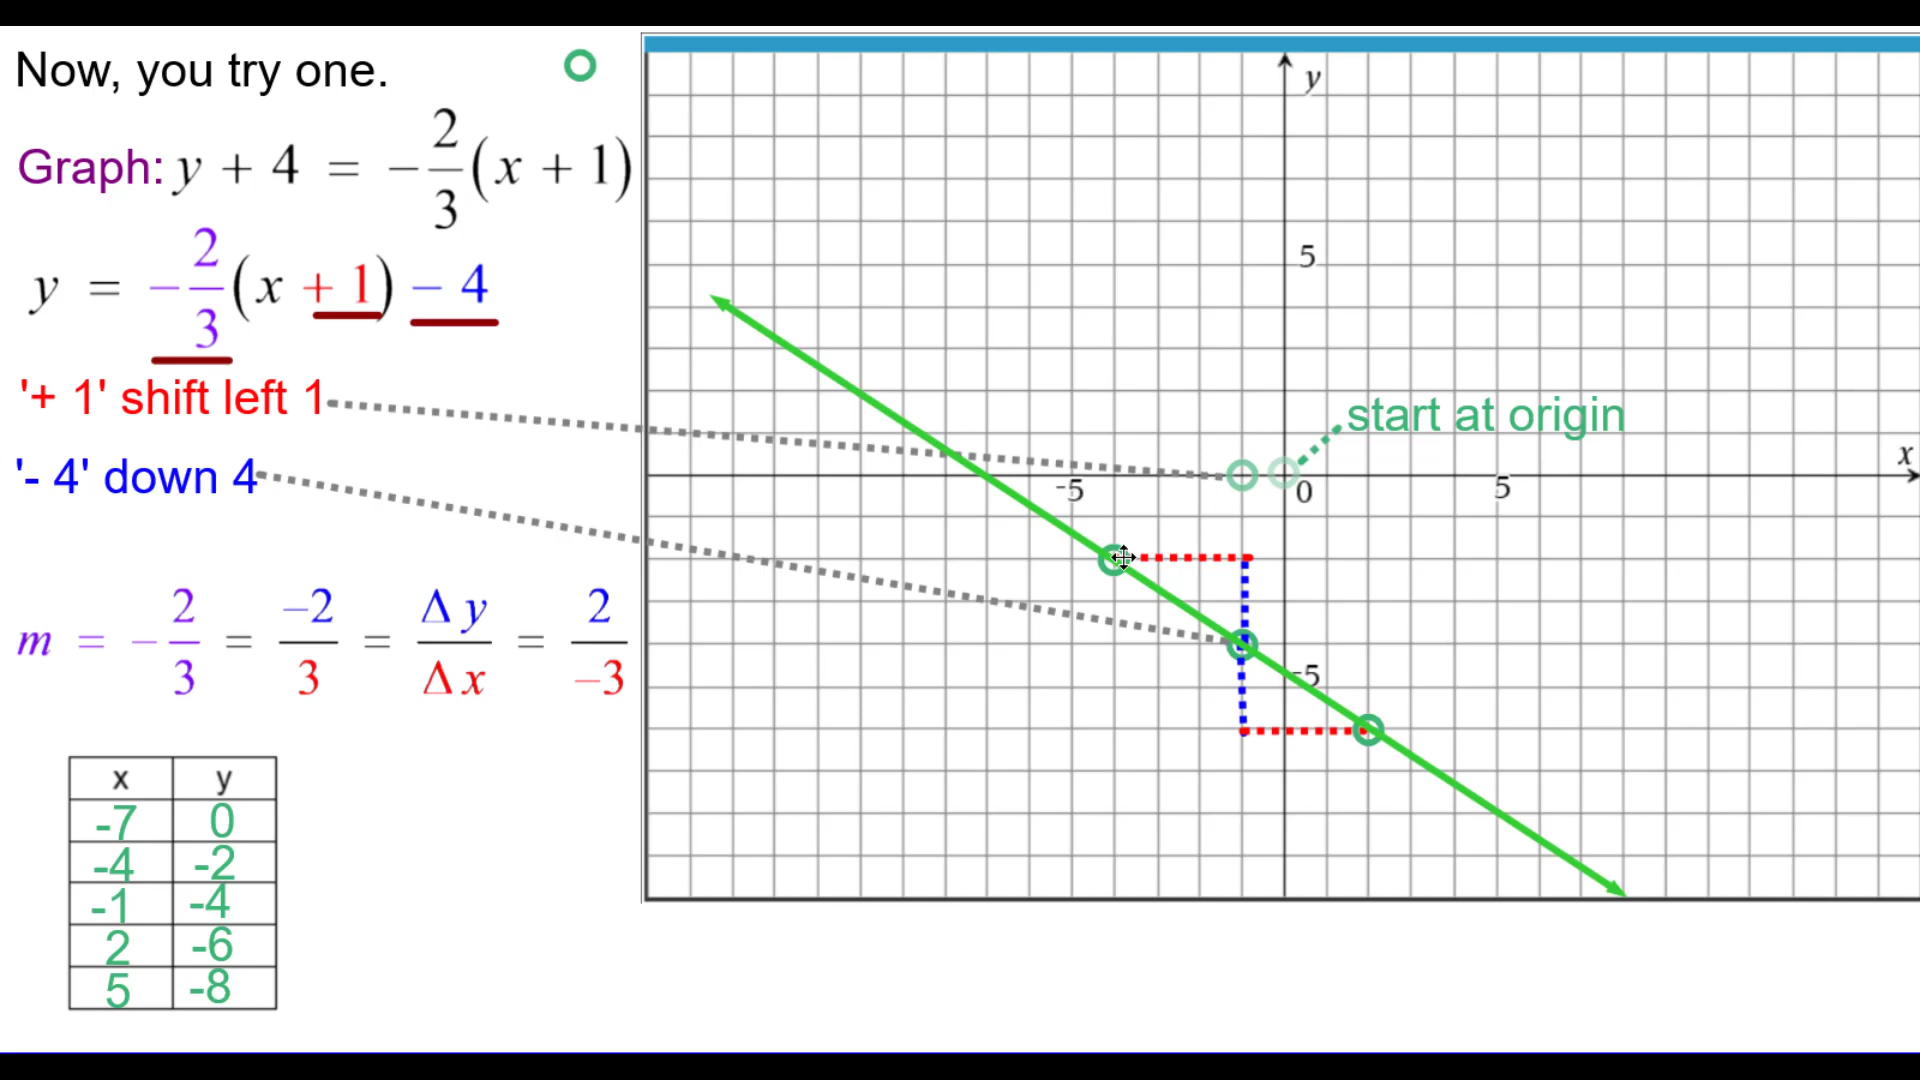 Now, you try one.
Graph: y + 4 = -2/3(x + 1)
y = -2/3(x + 1) - 4
'+ 1' shift left 1
'- 4' down 4
m = -2/3 = -2/3 = Δy/Δx = 2/-3
x y
-7 0
-4 -2
-1 -4
2 -6
5 -8
y
5
start at origin
x
-5 0 5
-5